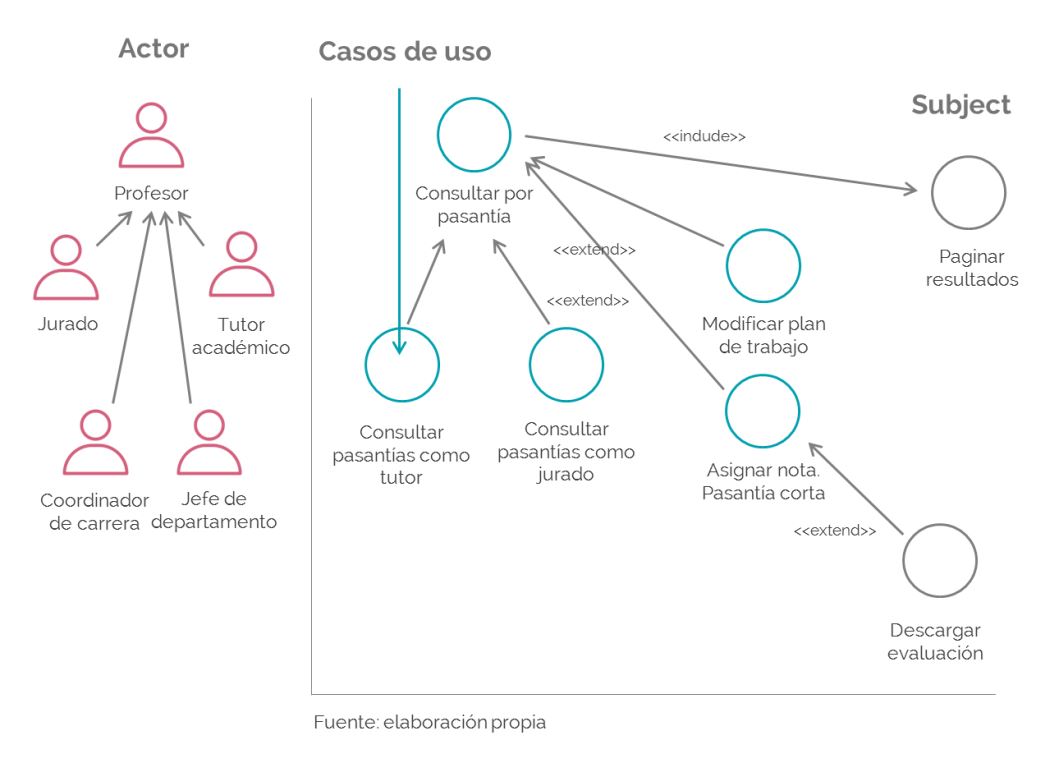 Actor
Casos de uso
Subject
<<indude>>
Profesor
Consultar por
pasantía
<<extend>>
Paginar
resultados
<<extend>>
Jurado
Tutor
académico
Modificar plan
de trabajo
Consultar
pasantías como
tutor
Consultar
pasantías como
jurado
Asignar nota.
Pasantía corta
Coordinador
de carrera
Jefe de
departamento
<<extend>>
Descargar
evaluación
Fuente: elaboración propia